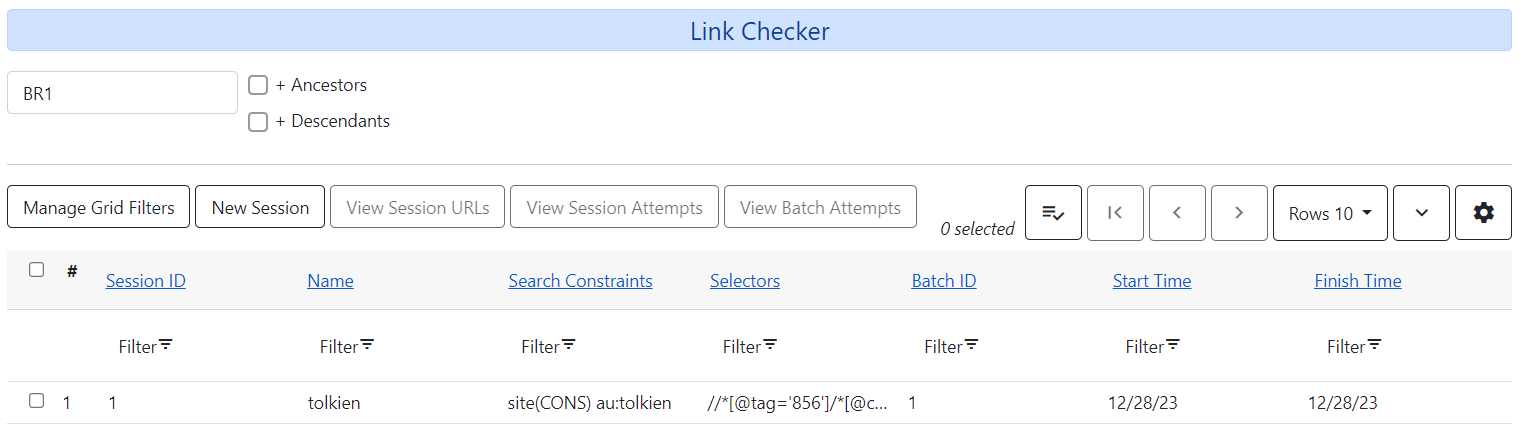 Link Checker
BR1
+ Ancestors
+ Descendants
Manage Grid Filters New Session View Session URLs View Session Attempts View Batch Attempts 0 selected Rows 10
# Session ID Name Search Constraints Selectors Batch ID Start Time Finish Time
Filter Filter Filter Filter Filter Filter Filter
1 1 tolkien site(CONS) au:tolkien //*[@tag='856']/*[@c... 1 12/28/23 12/28/23